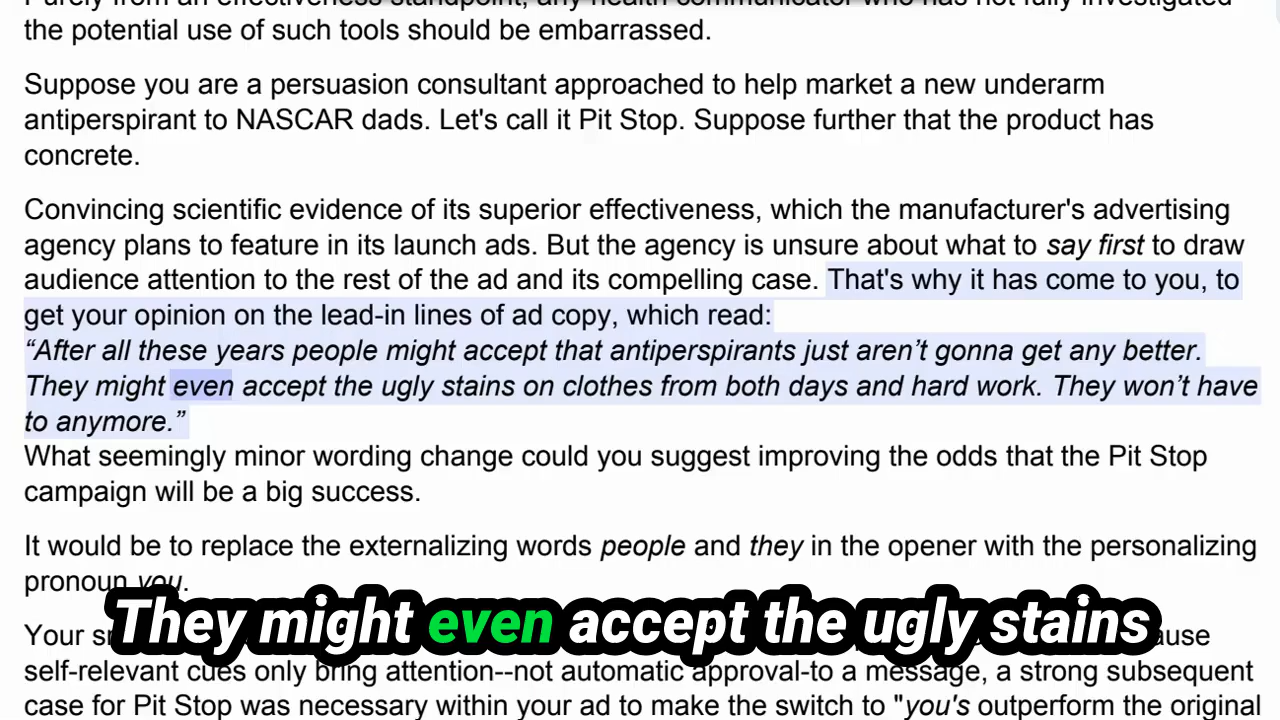 the potential use of such tools should be embarrassed.
Suppose you are a persuasion consultant approached to help market a new underarm
antiperspirant to NASCAR dads. Let's call it Pit Stop. Suppose further that the product has
concrete.
Convincing scientific evidence of its superior effectiveness, which the manufacturer's advertising
agency plans to feature in its launch ads. But the agency is unsure about what to say first to draw
audience attention to the rest of the ad and its compelling case. That's why it has come to you, to
get your opinion on the lead-in lines of ad copy, which read:
“After all these years people might accept that antiperspirants just aren’t gonna get any better.
They might even accept the ugly stains on clothes from both days and hard work. They won’t have
to anymore.”
What seemingly minor wording change could you suggest improving the odds that the Pit Stop
campaign will be a big success.
It would be to replace the externalizing words people and they in the opener with the personalizing
pronoun you.
They might even accept the ugly stains
Your
self-relevant cues only bring attention--not automatic approval-to a message, a strong subsequent
case for Pit Stop was necessary within your ad to make the switch to "you's outperform the original